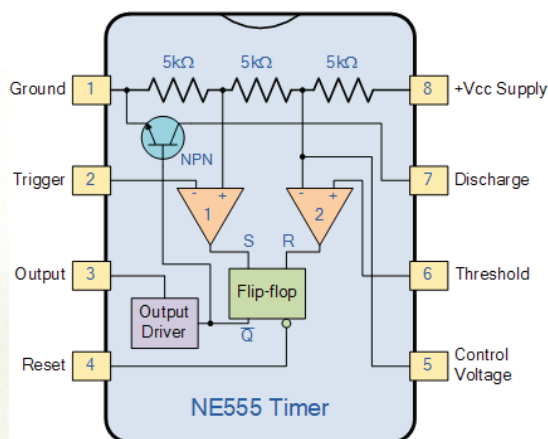 5kΩ 5kΩ 5kΩ
Ground 1 8 +Vcc Supply
NPN
Trigger 2 - + - + 7 Discharge
1 2
S R
Output 3 6 Threshold
Flip-flop
Output
Driver
Q̅
Reset 4 5 Control
Voltage
NE555 Timer